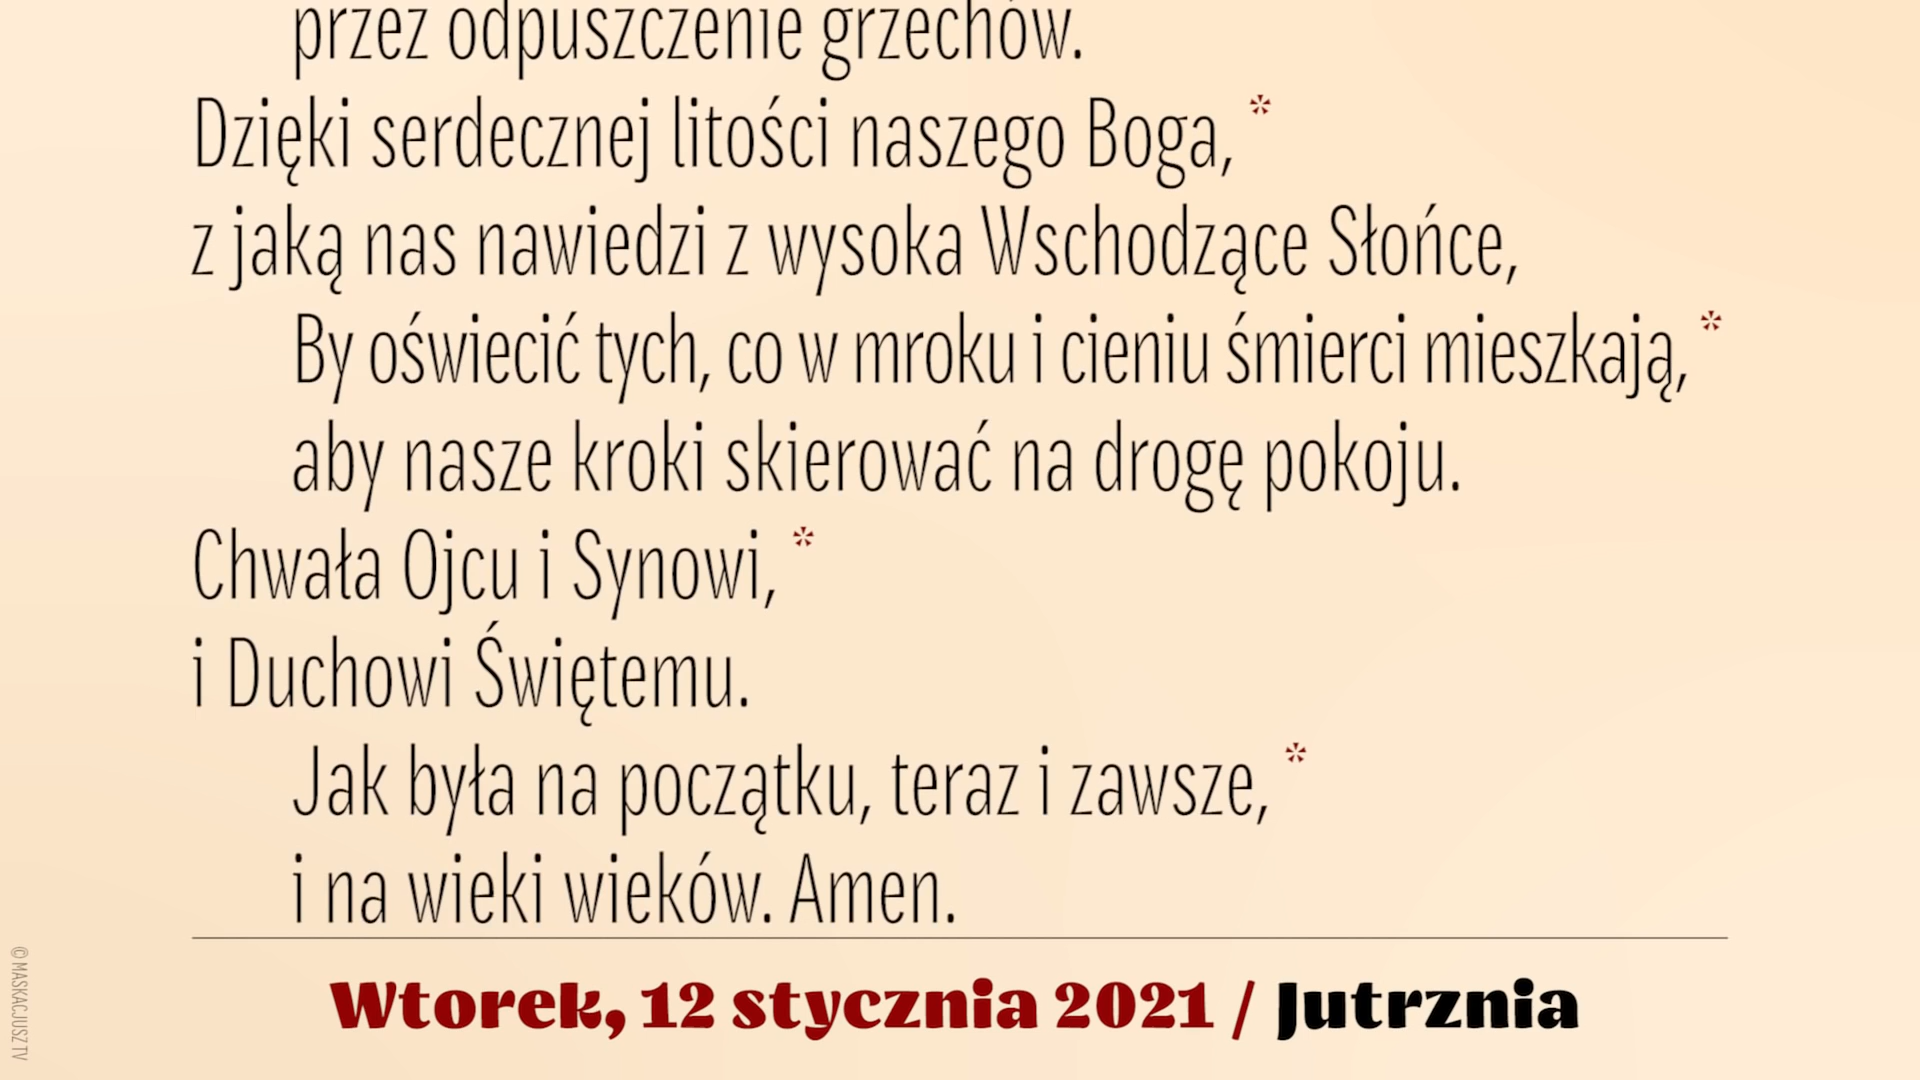 przez odpuszczenie grzechów.
Dzięki serdecznej litości naszego Boga, *
z jaką nas nawiedzi z wysoka Wschodzące Słońce,
By oświecić tych, co w mroku i cieniu śmierci mieszkają, *
aby nasze kroki skierować na drogę pokoju.
Chwała Ojcu i Synowi, *
i Duchowi Świętemu.
Jak była na początku, teraz i zawsze, *
i na wieki wieków. Amen.
Wtorek, 12 stycznia 2021 / Jutrznia
© MASKACJUSZ TV